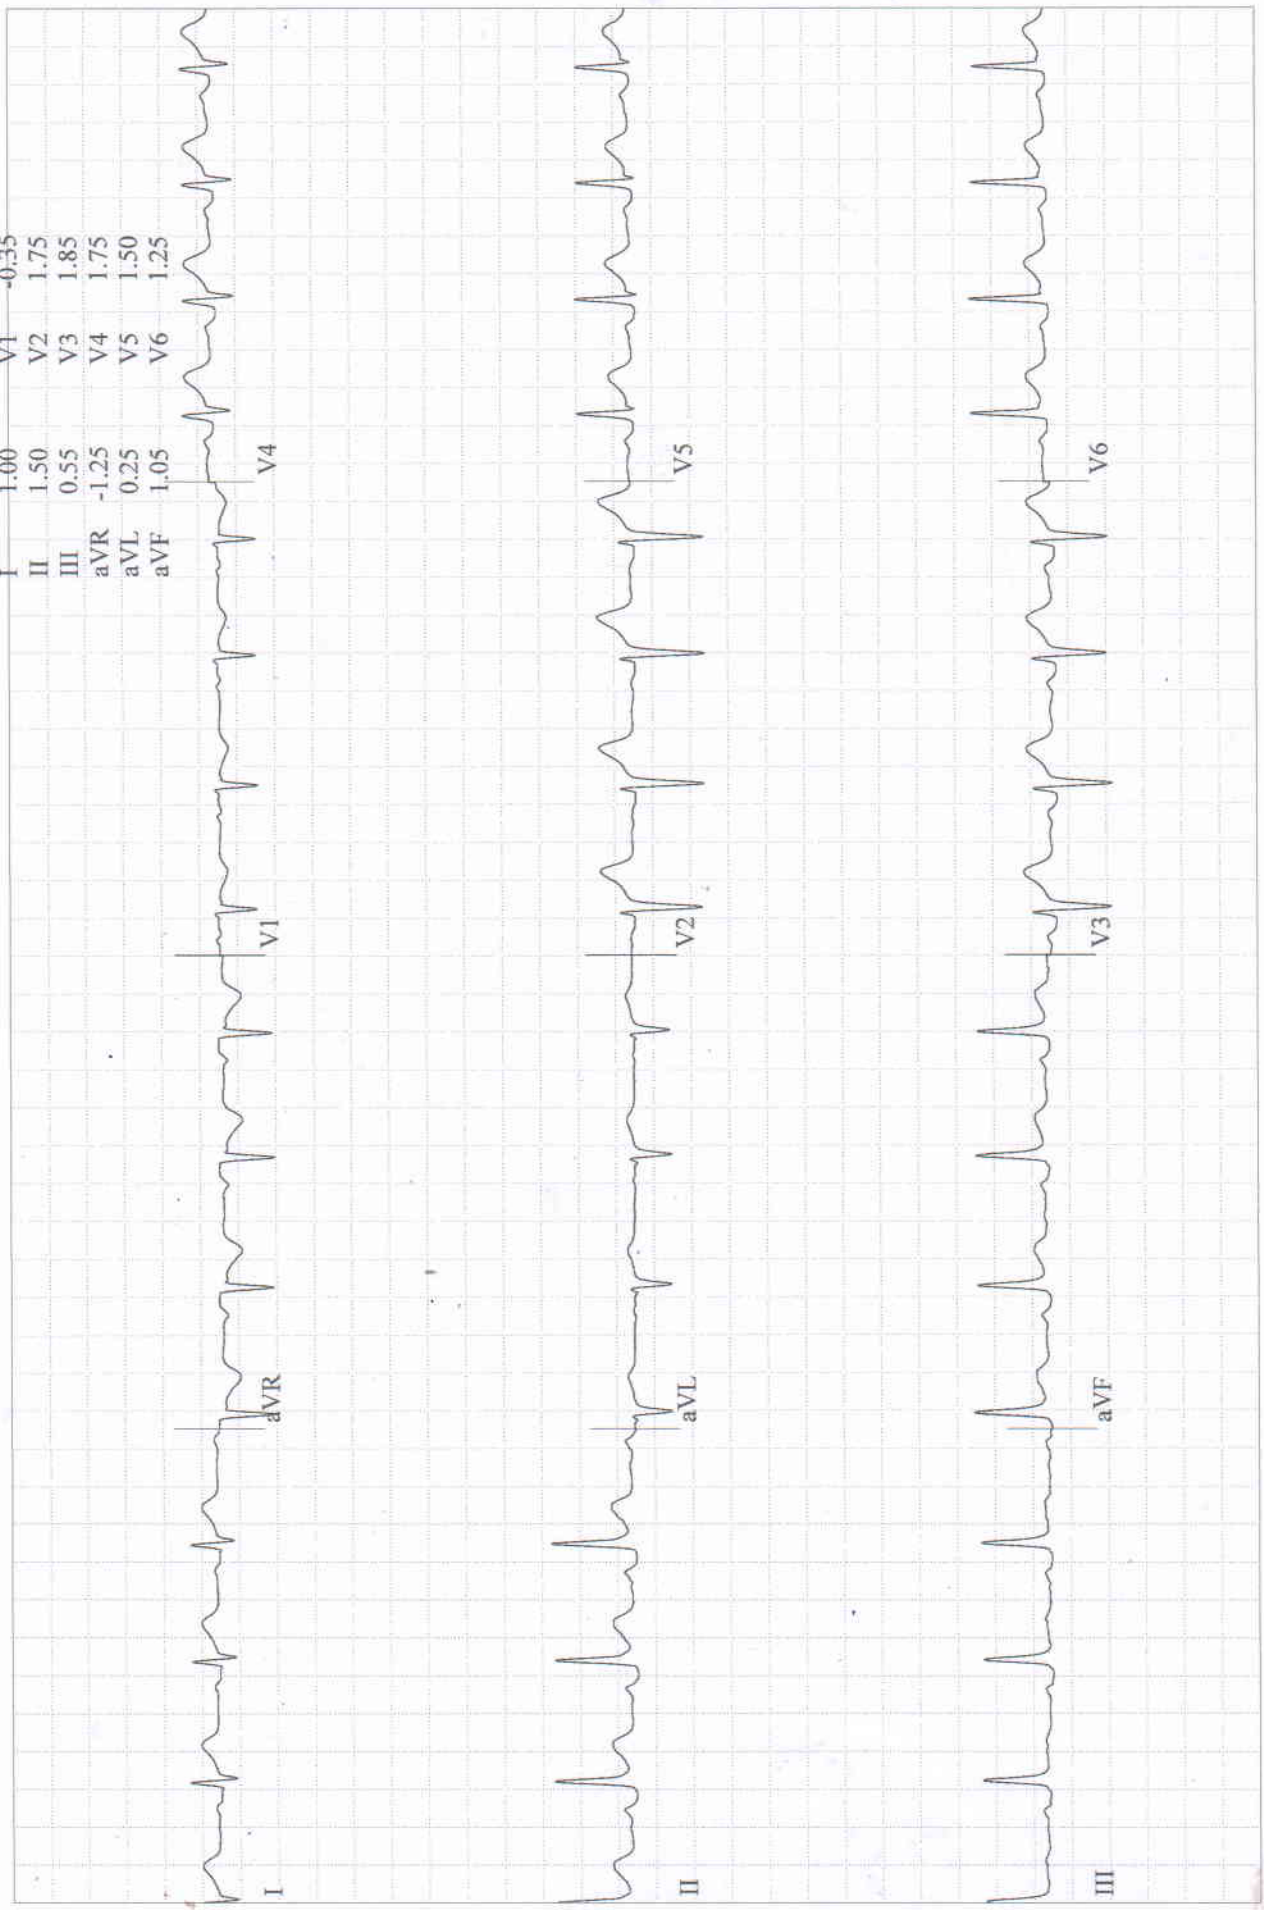 I 1.00 V1 -0.35
II 1.50 V2 1.75
III 0.55 V3 1.85
aVR -1.25 V4 1.75
aVL 0.25 V5 1.50
aVF 1.05 V6 1.25
I aVR V1 V4
II aVL V2 V5
III aVF V3 V6